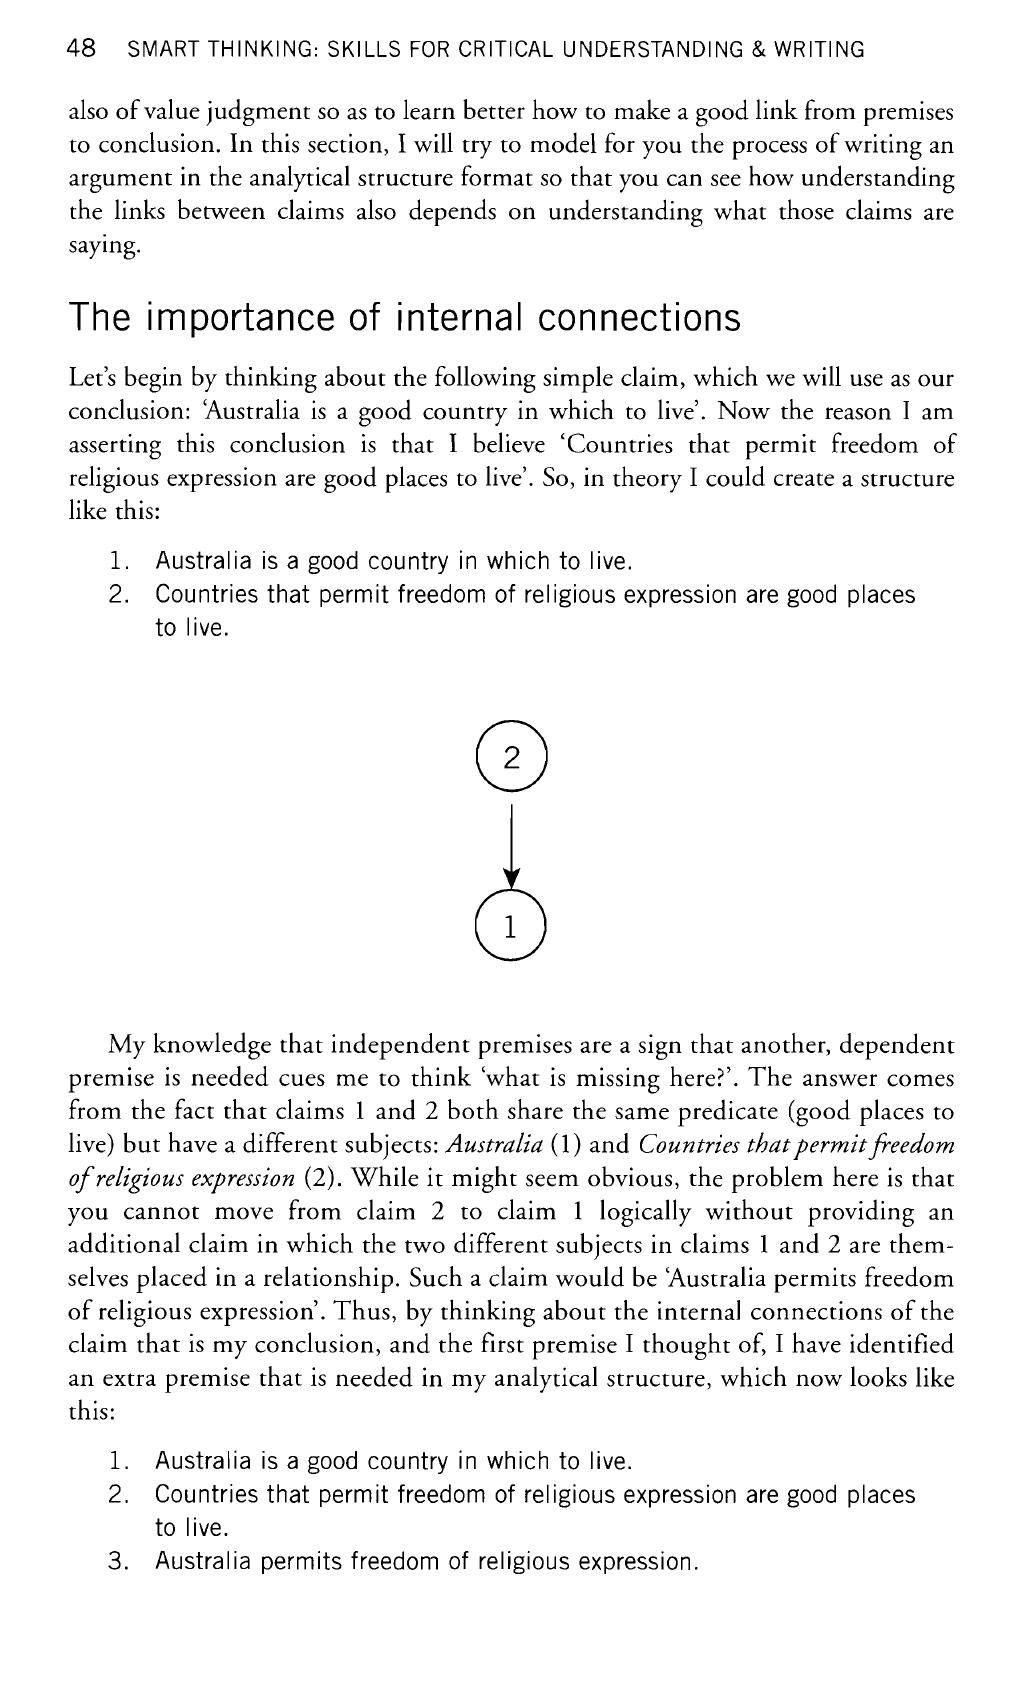 48 SMART THINKING: SKILLS FOR CRITICAL UNDERSTANDING & WRITING
also of value judgment so as to learn better how to make a good link from premises
to conclusion. In this section, I will try to model for you the process of writing an
argument in the analytical structure format so that you can see how understanding
the links between claims also depends on understanding what those claims are
saying.
The importance of internal connections
Let's begin by thinking about the following simple claim, which we will use as our
conclusion: 'Australia is a good country in which to live'. Now the reason I am
asserting this conclusion is that I believe 'Countries that permit freedom of
religious expression are good places to live'. So, in theory I could create a structure
like this:
1. Australia is a good country in which to live.
2. Countries that permit freedom of religious expression are good places
to live.
2
1
My knowledge that independent premises are a sign that another, dependent
premise is needed cues me to think 'what is missing here?'. The answer comes
from the fact that claims 1 and 2 both share the same predicate (good places to
live) but have a different subjects: Australia (1) and Countries that permit freedom
of religious expression (2). While it might seem obvious, the problem here is that
you cannot move from claim 2 to claim 1 logically without providing an
additional claim in which the two different subjects in claims 1 and 2 are them-
selves placed in a relationship. Such a claim would be 'Australia permits freedom
of religious expression'. Thus, by thinking about the internal connections of the
claim that is my conclusion, and the first premise I thought of, I have identified
an extra premise that is needed in my analytical structure, which now looks like
this:
1. Australia is a good country in which to live.
2. Countries that permit freedom of religious expression are good places
to live.
3. Australia permits freedom of religious expression.